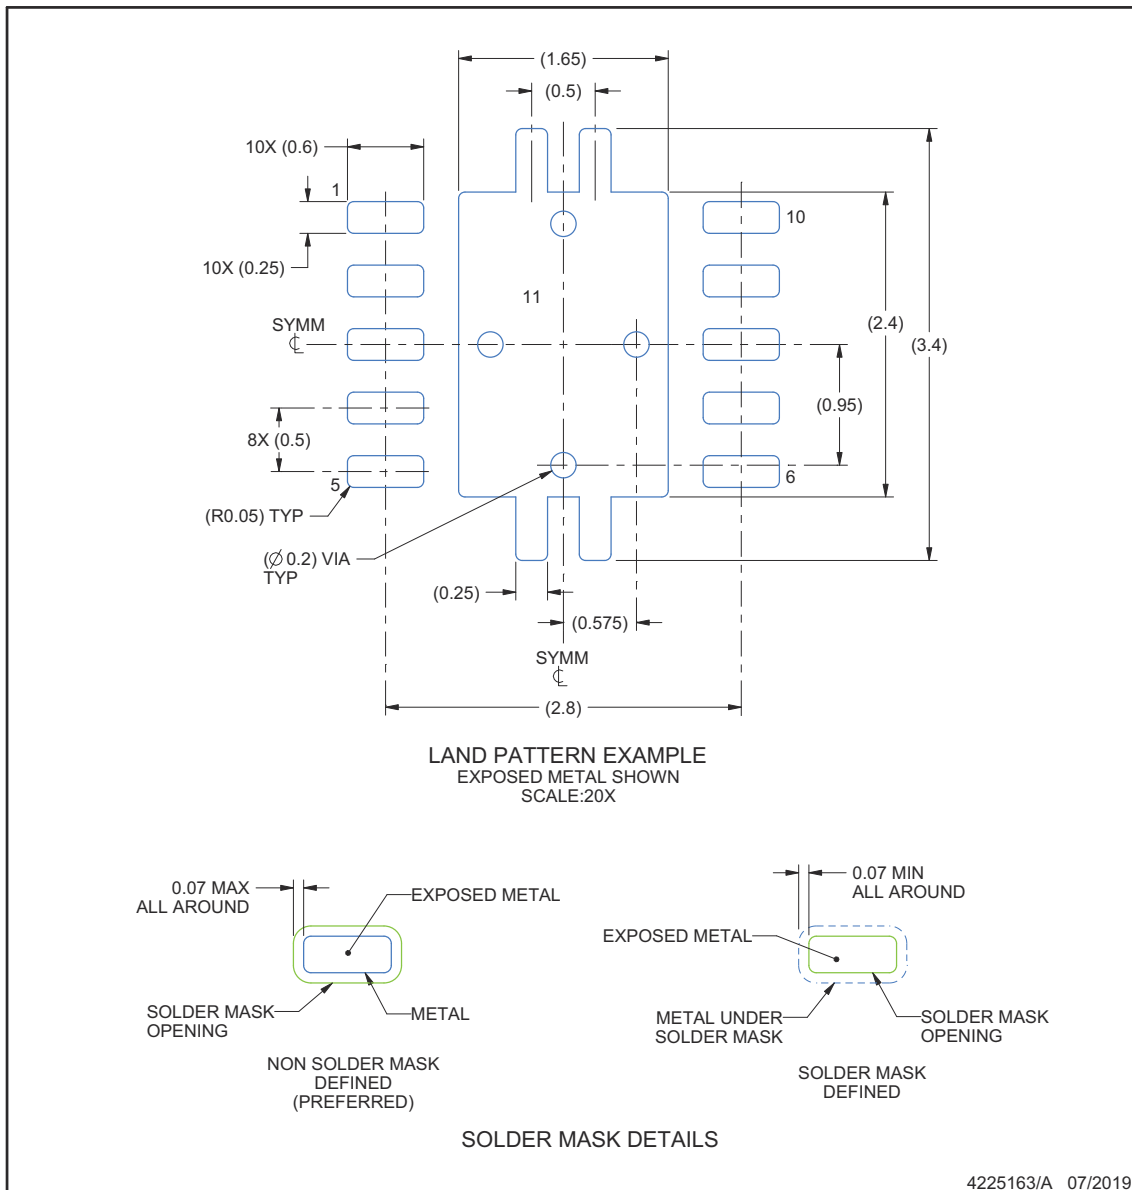 (1.65)
(0.5)
10X (0.6)
1
10
10X (0.25)
11
SYMM
℄
(2.4)
(3.4)
(0.95)
8X (0.5)
5
6
(R0.05) TYP
(∅ 0.2) VIA
TYP
(0.25)
(0.575)
SYMM
℄
(2.8)
LAND PATTERN EXAMPLE
EXPOSED METAL SHOWN
SCALE:20X
0.07 MAX
ALL AROUND
EXPOSED METAL
SOLDER MASK
OPENING
METAL
NON SOLDER MASK
DEFINED
(PREFERRED)
0.07 MIN
ALL AROUND
EXPOSED METAL
METAL UNDER
SOLDER MASK
SOLDER MASK
OPENING
SOLDER MASK
DEFINED
SOLDER MASK DETAILS
4225163/A 07/2019